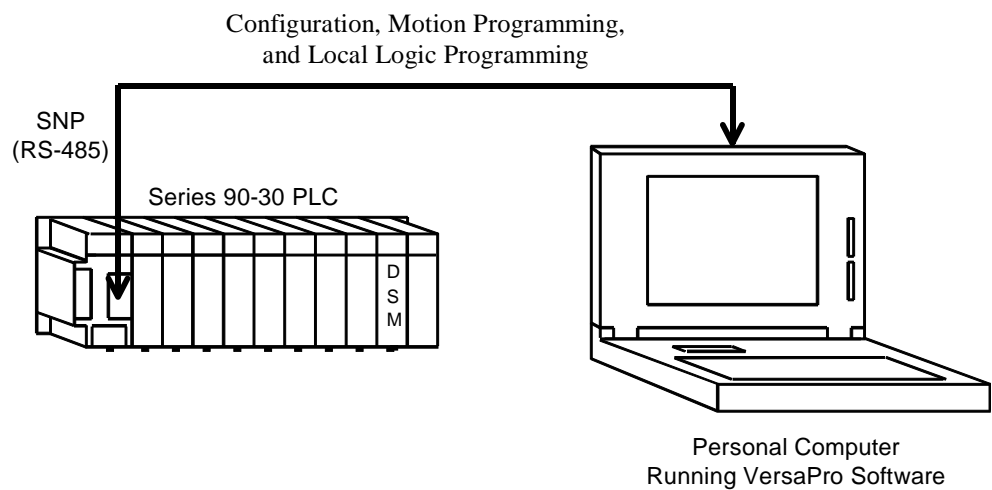 Configuration, Motion Programming,
and Local Logic Programming
SNP
(RS-485)
Series 90-30 PLC
D
S
M
Personal Computer
Running VersaPro Software